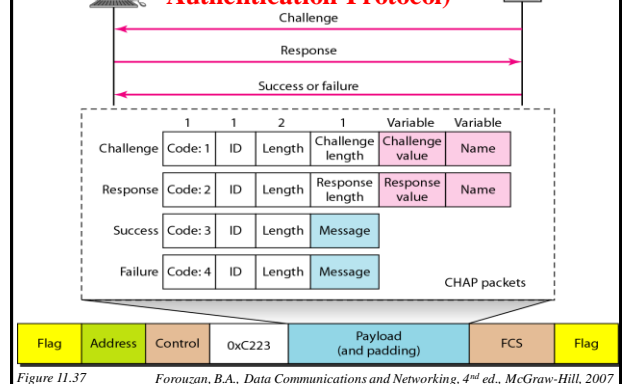 Authentication Protocol)
Challenge
Response
Success or failure
1 1 2 1 Variable Variable
Challenge Code: 1 ID Length Challenge length Challenge value Name
Response Code: 2 ID Length Response length Response value Name
Success Code: 3 ID Length Message
Failure Code: 4 ID Length Message
CHAP packets
Flag Address Control 0xC223 Payload (and padding) FCS Flag
Figure 11.37 Forouzan, B.A., Data Communications and Networking, 4nd ed., McGraw-Hill, 2007